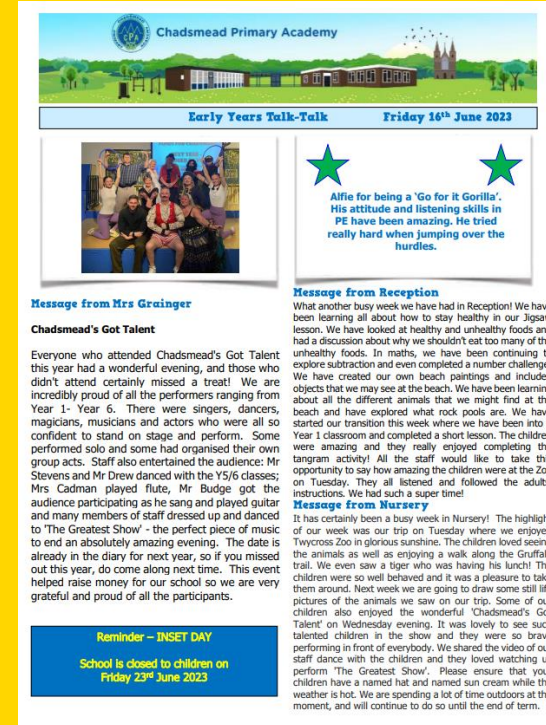 Chadsmead Primary Academy
Early Years Talk-Talk Friday 16th June 2023
Alfie for being a 'Go for it Gorilla'.
His attitude and listening skills in
PE have been amazing. He tried
really hard when jumping over the
hurdles.
Message from Mrs Grainger
Chadsmead's Got Talent
Everyone who attended Chadsmead's Got Talent
this year had a wonderful evening, and those who
didn't attend certainly missed a treat! We are
incredibly proud of all the performers ranging from
Year 1- Year 6. There were singers, dancers,
magicians, musicians and actors who were all so
confident to stand on stage and perform. Some
performed solo and some had organised their own
group acts. Staff also entertained the audience: Mr
Stevens and Mr Drew danced with the Y5/6 classes;
Mrs Cadman played flute, Mr Budge got the
audience participating as he sang and played guitar
and many members of staff dressed up and danced
to 'The Greatest Show' - the perfect piece of music
to end an absolutely amazing evening. The date is
already in the diary for next year, so if you missed
out this year, do come along next time. This event
helped raise money for our school so we are very
grateful and proud of all the participants.
Reminder – INSET DAY
School is closed to children on
Friday 23rd June 2023
Message from Reception
What another busy week we have had in Reception! We hav
been learning all about how to stay healthy in our Jigsaw
lesson. We have looked at healthy and unhealthy foods an
had a discussion about why we shouldn't eat too many of th
unhealthy foods. In maths, we have been continuing t
explore subtraction and even completed a number challenge
We have created our own beach paintings and include
objects that we may see at the beach. We have been learnin
about all the different animals that we might find at th
beach and have explored what rock pools are. We hav
started our transition this week where we have been into
Year 1 classroom and completed a short lesson. The childre
were amazing and they really enjoyed completing th
tangram activity! All the staff would like to take th
opportunity to say how amazing the children were at the Zo
on Tuesday. They all listened and followed the adult
instructions. We had such a super time!
Message from Nursery
It has certainly been a busy week in Nursery! The highligh
of our week was our trip on Tuesday where we enjoye
Twycross Zoo in glorious sunshine. The children loved seein
the animals as well as enjoying a walk along the Gruffal
trail. We even saw a tiger who was having his lunch! Th
children were so well behaved and it was a pleasure to tak
them around. Next week we are going to draw some still lif
pictures of the animals we saw on our trip. Some of ou
children also enjoyed the wonderful 'Chadsmead's Go
Talent' on Wednesday evening. It was lovely to see suc
talented children in the show and they were so brav
performing in front of everybody. We shared the video of ou
staff dance with the children and they loved watching u
perform 'The Greatest Show'. Please ensure that you
children have a named hat and named sun cream while th
weather is hot. We are spending a lot of time outdoors at th
moment, and will continue to do so until the end of term.